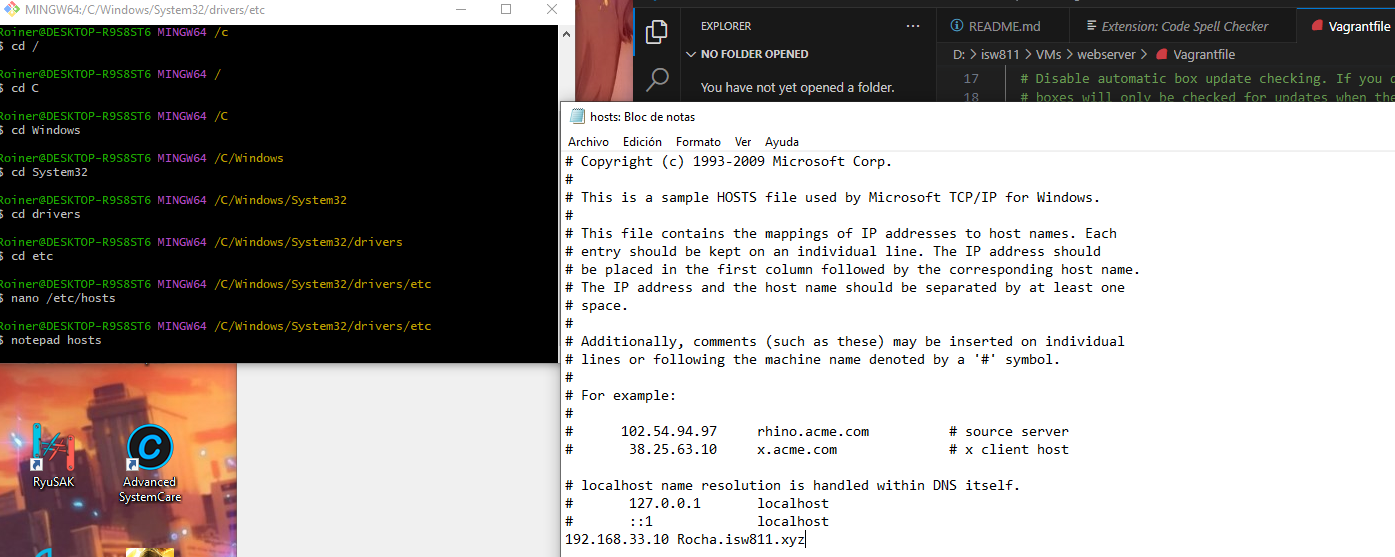 MINGW64:/C/Windows/System32/drivers/etc
Roiner@DESKTOP-R9S8ST6 MINGW64 /c
$ cd /
Roiner@DESKTOP-R9S8ST6 MINGW64 /
$ cd C
Roiner@DESKTOP-R9S8ST6 MINGW64 /C
$ cd Windows
Roiner@DESKTOP-R9S8ST6 MINGW64 /C/Windows
$ cd System32
Roiner@DESKTOP-R9S8ST6 MINGW64 /C/Windows/System32
$ cd drivers
Roiner@DESKTOP-R9S8ST6 MINGW64 /C/Windows/System32/drivers
$ cd etc
Roiner@DESKTOP-R9S8ST6 MINGW64 /C/Windows/System32/drivers/etc
$ nano /etc/hosts
Roiner@DESKTOP-R9S8ST6 MINGW64 /C/Windows/System32/drivers/etc
$ notepad hosts
RyuSAK
Advanced
SystemCare
EXPLORER
NO FOLDER OPENED
You have not yet opened a folder.
README.md
Extension: Code Spell Checker
Vagrantfile
D: > isw811 > VMs > webserver > Vagrantfile
17 # Disable automatic box update checking. If you
18 # boxes will only be checked for updates when the
hosts: Bloc de notas
Archivo Edición Formato Ver Ayuda
# Copyright (c) 1993-2009 Microsoft Corp.
#
# This is a sample HOSTS file used by Microsoft TCP/IP for Windows.
#
# This file contains the mappings of IP addresses to host names. Each
# entry should be kept on an individual line. The IP address should
# be placed in the first column followed by the corresponding host name.
# The IP address and the host name should be separated by at least one
# space.
#
# Additionally, comments (such as these) may be inserted on individual
# lines or following the machine name denoted by a '#' symbol.
#
# For example:
#
# 102.54.94.97 rhino.acme.com # source server
# 38.25.63.10 x.acme.com # x client host
# localhost name resolution is handled within DNS itself.
# 127.0.0.1 localhost
# ::1 localhost
192.168.33.10 Rocha.isw811.xyz